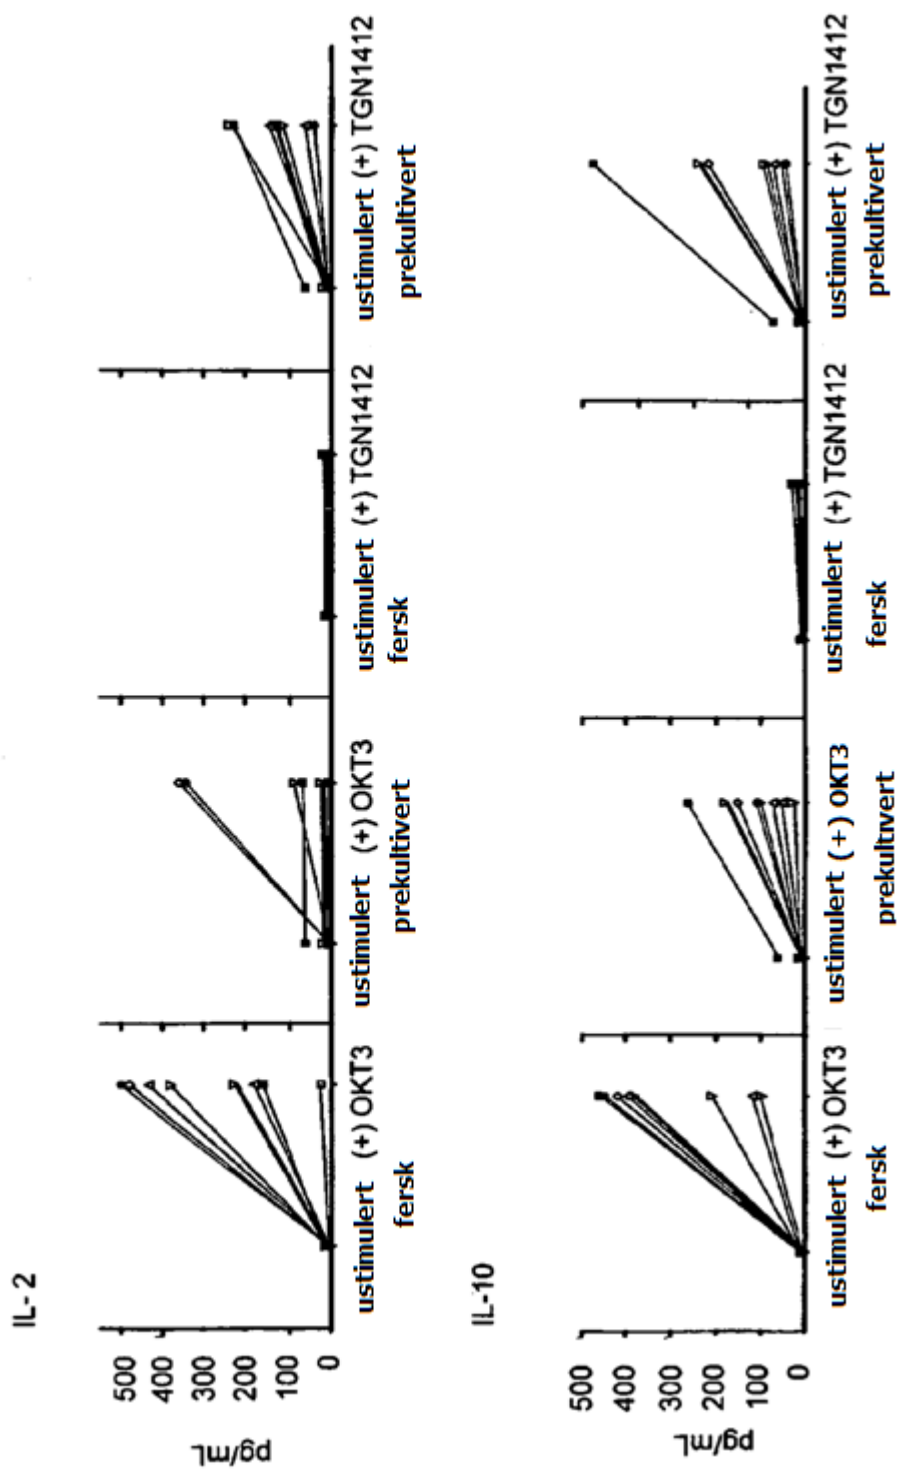 IL-2
pg/mL
500
400
300
200
100
0
ustimulert (+) OKT3
fersk
ustimulert (+) OKT3
prekultivert
ustimulert (+) TGN1412
fersk
ustimulert (+) TGN1412
prekultivert
IL-10
pg/mL
500
400
300
200
100
0
ustimulert (+) OKT3
fersk
ustimulert (+) OKT3
prekultivert
ustimulert (+) TGN1412
fersk
ustimulert (+) TGN1412
prekultivert